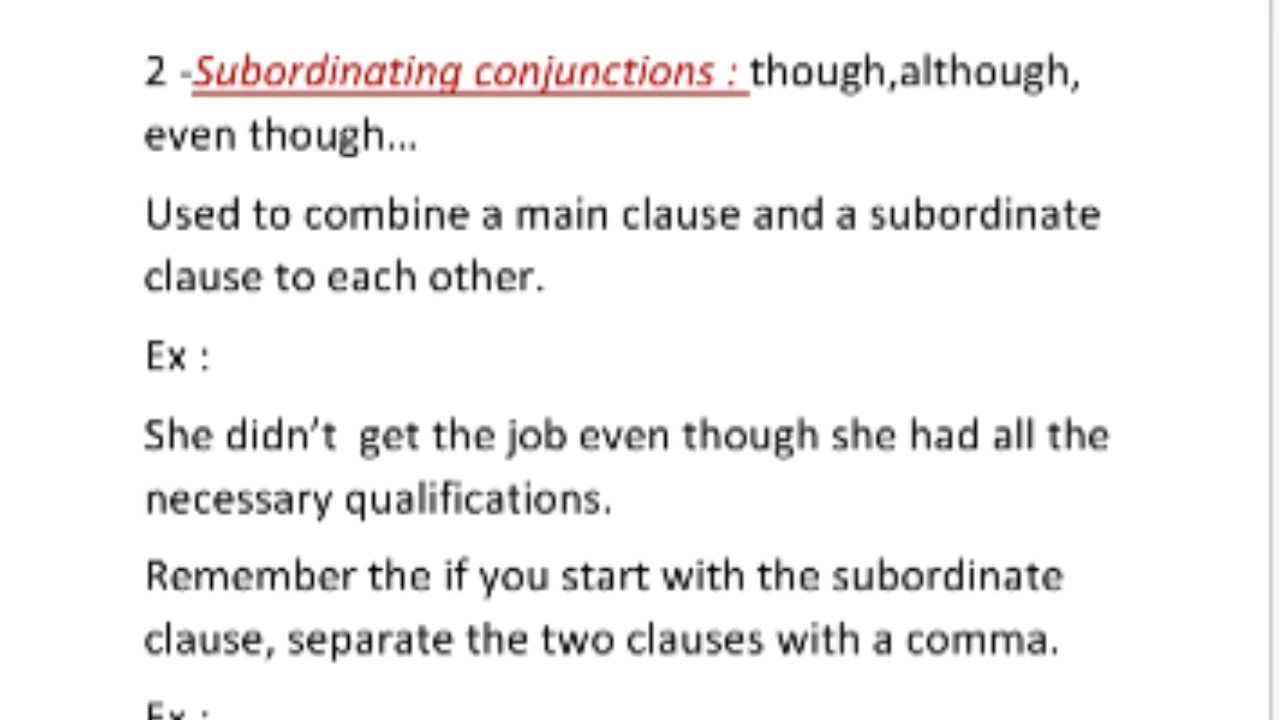 2 -Subordinating conjunctions : though,although,
even though...
Used to combine a main clause and a subordinate
clause to each other.
Ex :
She didn’t  get the job even though she had all the
necessary qualifications.
Remember the if you start with the subordinate
clause, separate the two clauses with a comma.
Ex :